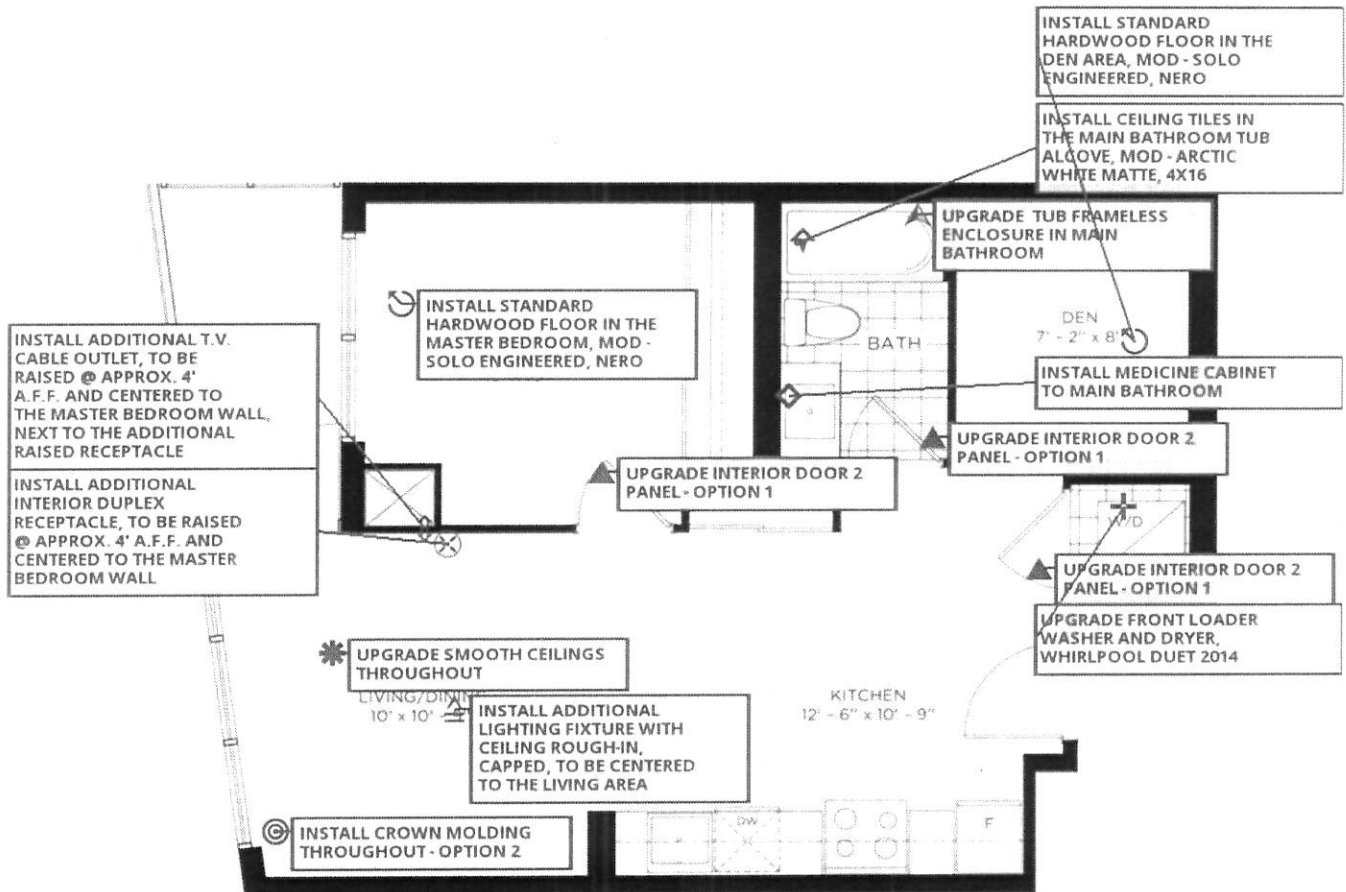 INSTALL STANDARD
HARDWOOD FLOOR IN THE
DEN AREA, MOD - SOLO
ENGINEERED, NERO
INSTALL CEILING TILES IN
THE MAIN BATHROOM TUB
ALCOVE, MOD - ARCTIC
WHITE MATTE, 4X16
UPGRADE TUB FRAMELESS
ENCLOSURE IN MAIN
BATHROOM
INSTALL STANDARD
HARDWOOD FLOOR IN THE
MASTER BEDROOM, MOD -
SOLO ENGINEERED, NERO
BATH
DEN
7' - 2" x 8'
INSTALL ADDITIONAL T.V.
CABLE OUTLET, TO BE
RAISED @ APPROX. 4'
A.F.F. AND CENTERED TO
THE MASTER BEDROOM WALL,
NEXT TO THE ADDITIONAL
RAISED RECEPTACLE
INSTALL MEDICINE CABINET
TO MAIN BATHROOM
UPGRADE INTERIOR DOOR 2
PANEL - OPTION 1
UPGRADE INTERIOR DOOR 2
PANEL - OPTION 1
INSTALL ADDITIONAL
INTERIOR DUPLEX
RECEPTACLE, TO BE RAISED
@ APPROX. 4' A.F.F. AND
CENTERED TO THE MASTER
BEDROOM WALL
W/D
UPGRADE INTERIOR DOOR 2
PANEL - OPTION 1
UPGRADE FRONT LOADER
WASHER AND DRYER,
WHIRLPOOL DUET 2014
UPGRADE SMOOTH CEILINGS
THROUGHOUT
LIVING/DINING
10' x 10' -
KITCHEN
12' - 6" x 10' - 9"
INSTALL ADDITIONAL
LIGHTING FIXTURE WITH
CEILING ROUGH-IN,
CAPPED, TO BE CENTERED
TO THE LIVING AREA
DW
F
INSTALL CROWN MOLDING
THROUGHOUT - OPTION 2